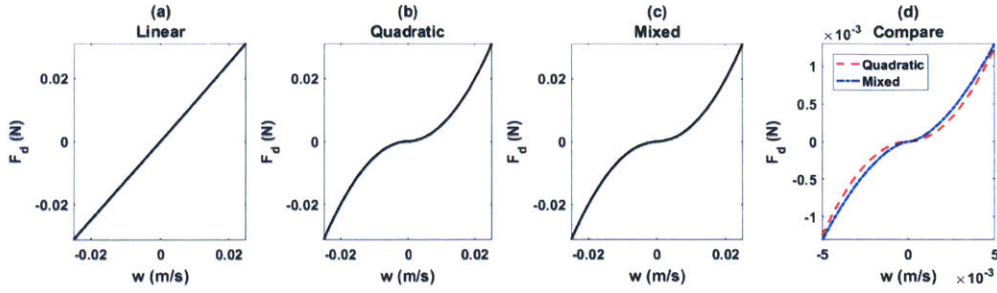 (a)
Linear
F_d (N)
0.02
0
-0.02
-0.02 0 0.02
w (m/s)
(b)
Quadratic
F_d (N)
0.02
0
-0.02
-0.02 0 0.02
w (m/s)
(c)
Mixed
F_d (N)
0.02
0
-0.02
-0.02 0 0.02
w (m/s)
(d)
×10⁻³ Compare
Quadratic
Mixed
F_d (N)
1
0.5
0
-0.5
-1
-5 0 5
w (m/s) ×10⁻³